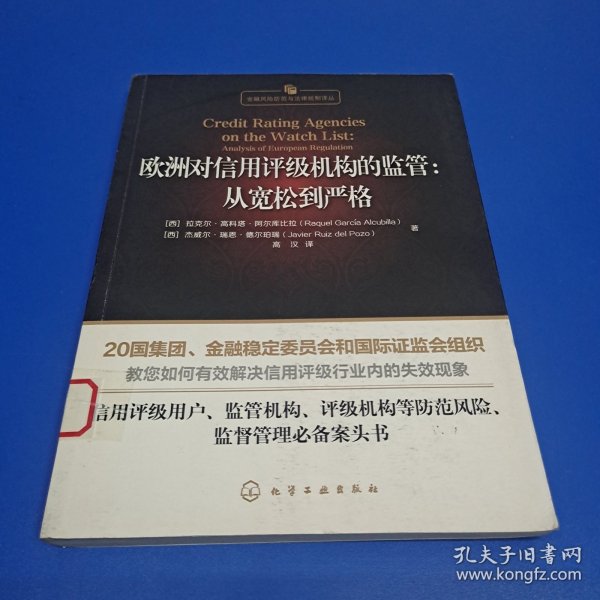 金融风险防范与法律规制译丛
Credit Rating Agencies
on the Watch List:
Analysis of European Regulation
欧洲对信用评级机构的监管：
从宽松到严格
［西］拉克尔·高科塔·阿尔库比拉（Raquel García Alcubilla）
［西］杰威尔·瑞恩·德尔珀瑞（Javier Ruiz del Pozo） 著
高 汉 译
20国集团、金融稳定委员会和国际证监会组织
教您如何有效解决信用评级行业内的失效现象
信用评级用户、监管机构、评级机构等防范风险、
监督管理必备案头书
化学工业出版社
孔夫子旧书网
www.kongfz.com